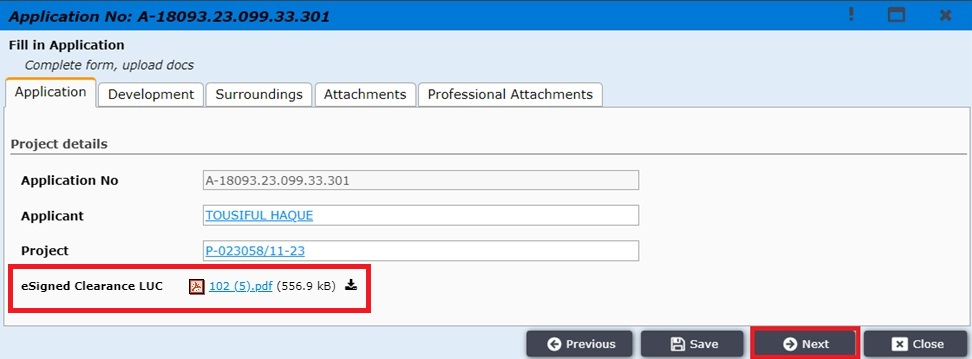 Application No: A-18093.23.099.33.301
Fill in Application
Complete form, upload docs
Application Development Surroundings Attachments Professional Attachments
Project details
Application No A-18093.23.099.33.301
Applicant TOUSIFUL HAQUE
Project P-023058/11-23
eSigned Clearance LUC 102 (5).pdf (556.9 kB)
Previous Save Next Close